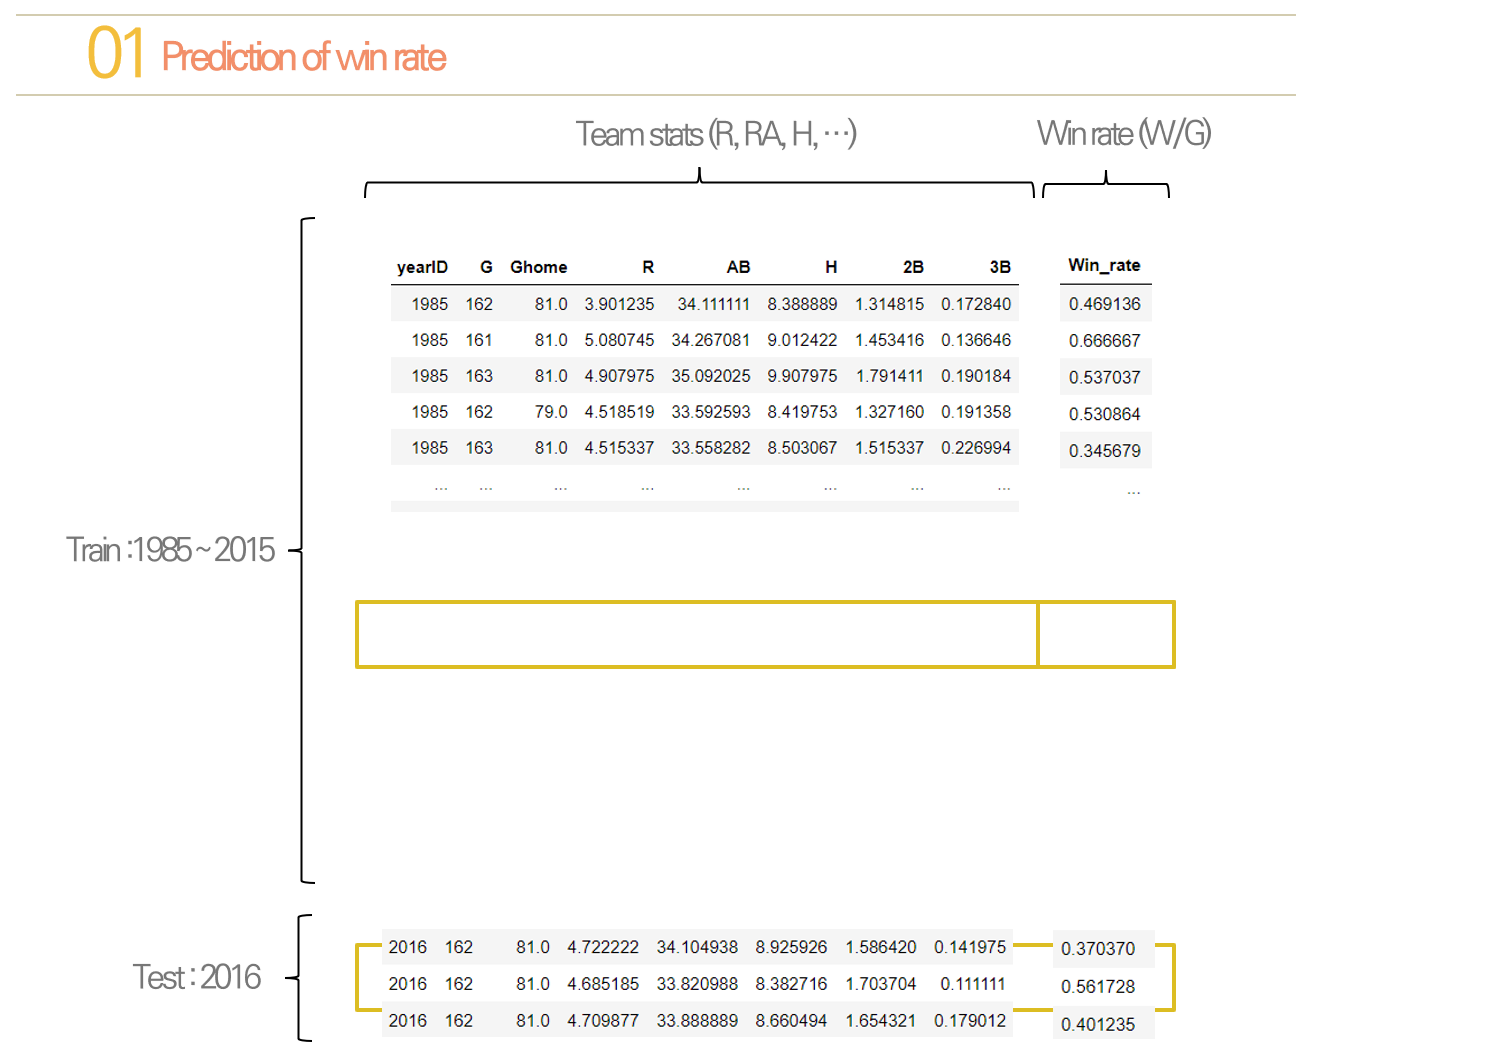 01 Prediction of win rate
Team stats (R, RA, H, ⋯) Win rate (W/G)
yearID G Ghome R AB H 2B 3B Win_rate
1985 162 81.0 3.901235 34.111111 8.388889 1.314815 0.172840 0.469136
1985 161 81.0 5.080745 34.267081 9.012422 1.453416 0.136646 0.666667
1985 163 81.0 4.907975 35.092025 9.907975 1.791411 0.190184 0.537037
1985 162 79.0 4.518519 33.592593 8.419753 1.327160 0.191358 0.530864
1985 163 81.0 4.515337 33.558282 8.503067 1.515337 0.226994 0.345679
... ... ... ... ... ... ... ... ...
Train : 1985 ~ 2015
2016 162 81.0 4.722222 34.104938 8.925926 1.586420 0.141975 0.370370
Test : 2016
2016 162 81.0 4.685185 33.820988 8.382716 1.703704 0.111111 0.561728
2016 162 81.0 4.709877 33.888889 8.660494 1.654321 0.179012 0.401235